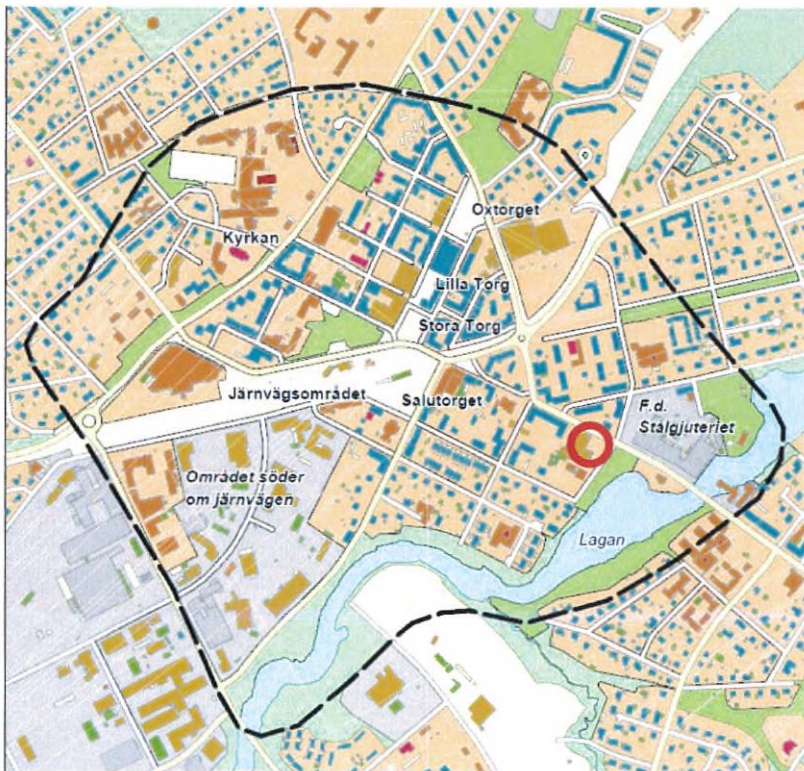 Oxtorget
Kyrkan
Lilla Torg
Stora Torg
Järnvägsområdet
Salutorget
F.d.
Stålgjuteriet
Området söder
om järnvägen
Lagan